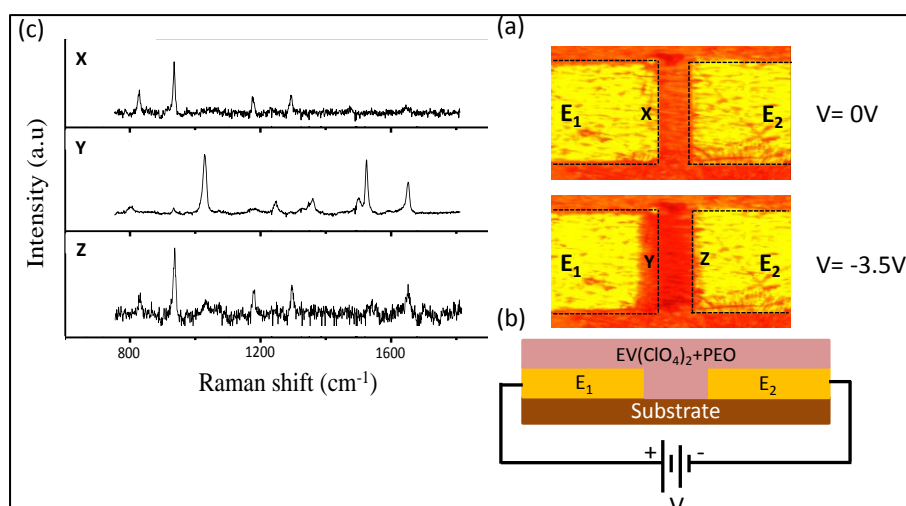 (c)
X
Y
Z
Intensity (a.u)
800
1200
1600
Raman shift (cm⁻¹)
(a)
E₁
X
E₂
V= 0V
E₁
Y
Z
E₂
V= -3.5V
(b)
EV(ClO₄)₂+PEO
E₁
E₂
Substrate
+
-
V